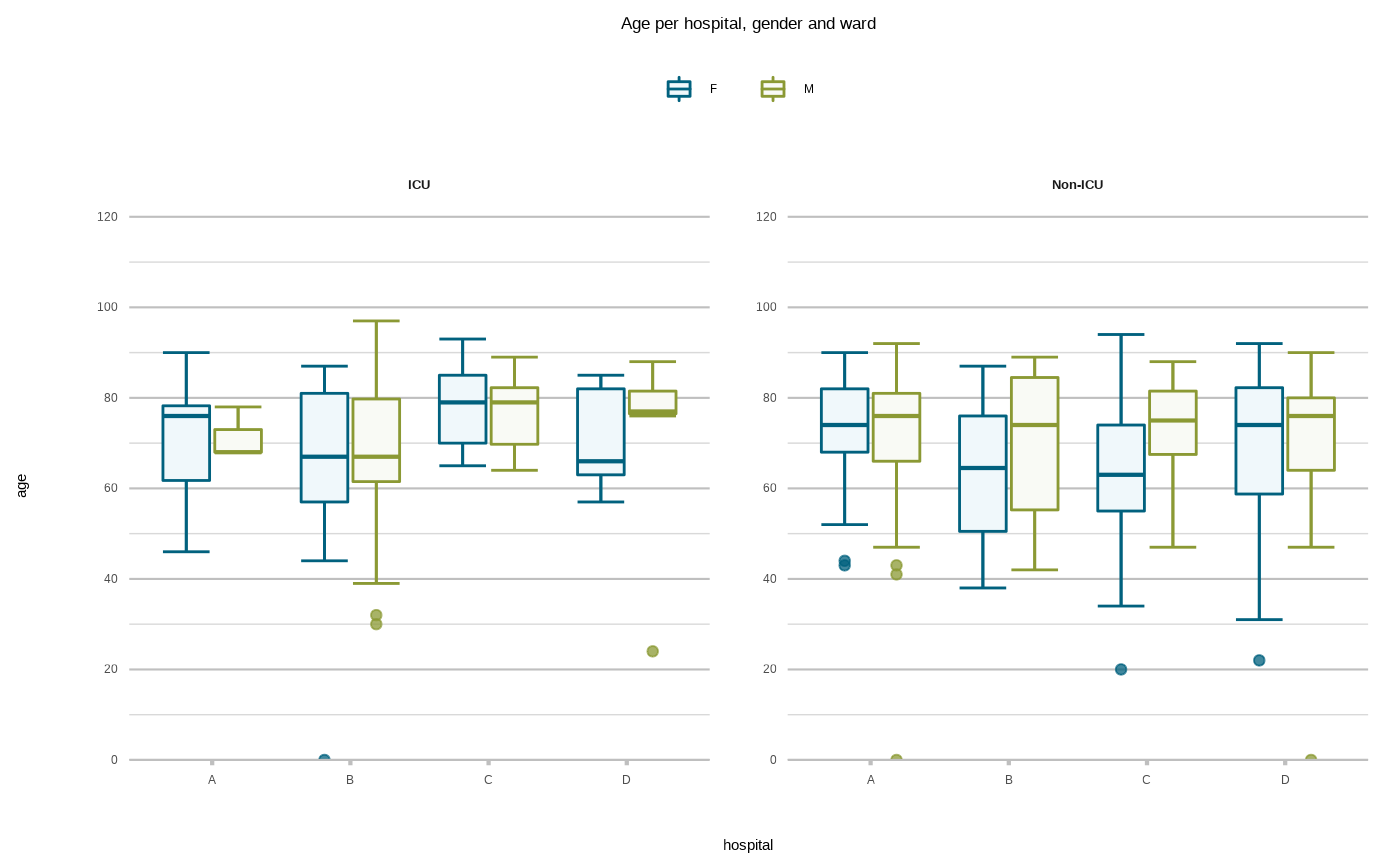 Age per hospital, gender and ward
F M
ICU Non-ICU
120 120
100 100
80 80
60 60
age
40 40
20 20
0 0
A B C D A B C D
hospital